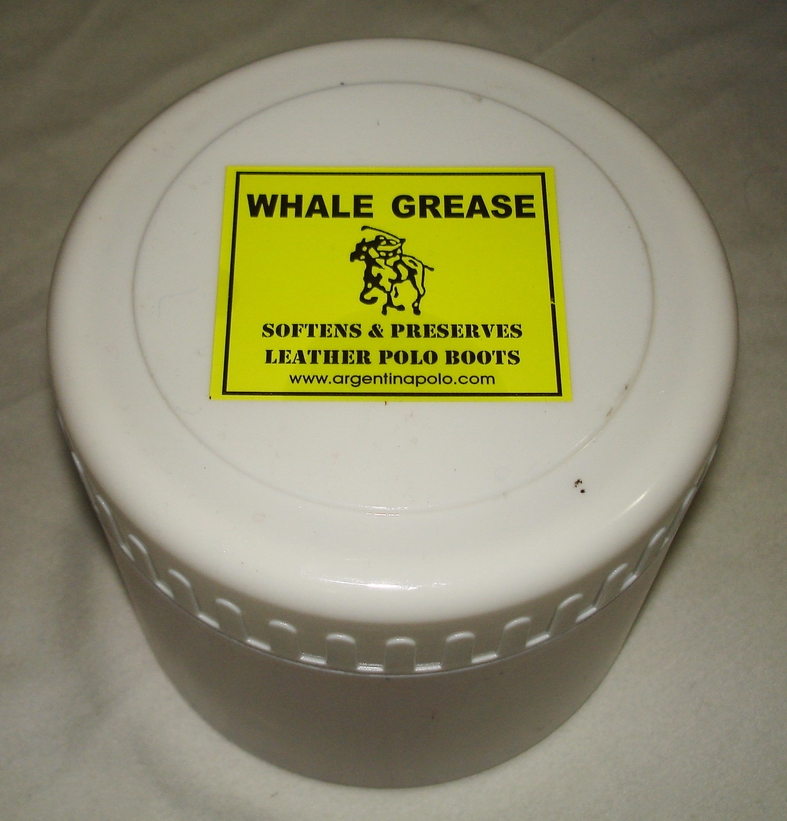 WHALE GREASE
SOFTENS & PRESERVES
LEATHER POLO BOOTS
www.argentinapolo.com